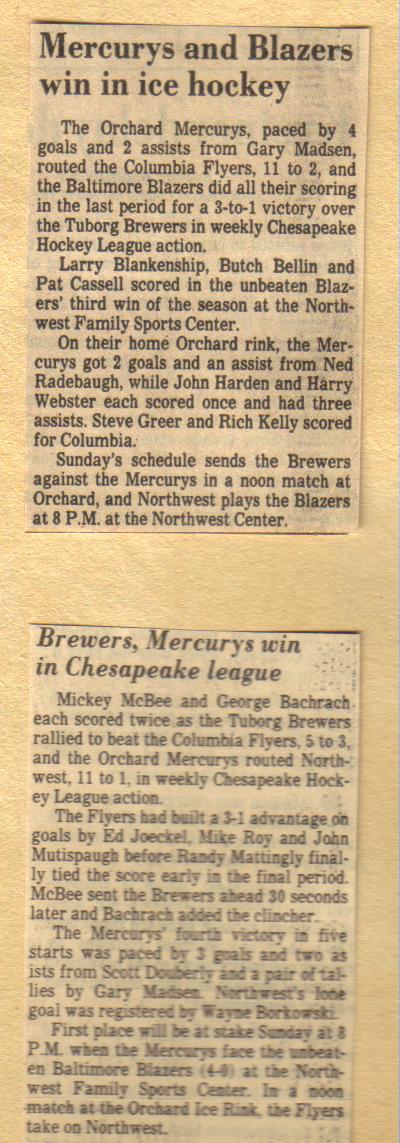 Mercurys and Blazers
win in ice hockey
The Orchard Mercurys, paced by 4
goals and 2 assists from Gary Madsen,
routed the Columbia Flyers, 11 to 2, and
the Baltimore Blazers did all their scoring
in the last period for a 3-to-1 victory over
the Tuborg Brewers in weekly Chesapeake
Hockey League action.
Larry Blankenship, Butch Bellin and
Pat Cassell scored in the unbeaten Blaz-
ers' third win of the season at the North-
west Family Sports Center.
On their home Orchard rink, the Mer-
curys got 2 goals and an assist from Ned
Radebaugh, while John Harden and Harry
Webster each scored once and had three
assists. Steve Greer and Rich Kelly scored
for Columbia.
Sunday's schedule sends the Brewers
against the Mercurys in a noon match at
Orchard, and Northwest plays the Blazers
at 8 P.M. at the Northwest Center.
Brewers, Mercurys win
in Chesapeake league
Mickey McBee and George Bachrach
each scored twice as the Tuborg Brewers
rallied to beat the Columbia Flyers, 5 to 3,
and the Orchard Mercurys routed North-
west, 11 to 1, in weekly Chesapeake Hock-
ey League action.
The Flyers had built a 3-1 advantage on
goals by Ed Joeckel, Mike Roy and John
Mutispaugh before Randy Mattingly final-
ly tied the score early in the final period.
McBee sent the Brewers ahead 30 seconds
later and Bachrach added the clincher.
The Mercurys' fourth victory in five
starts was paced by 3 goals and two as
ists from Scott Douberly and a pair of tal-
lies by Gary Madsen. Northwest's lone
goal was registered by Wayne Borkowski.
First place will be at stake Sunday at 8
P.M. when the Mercurys face the unbeat-
en Baltimore Blazers (4-0) at the North-
west Family Sports Center. In a noon
match at the Orchard Ice Rink, the Flyers
take on Northwest.